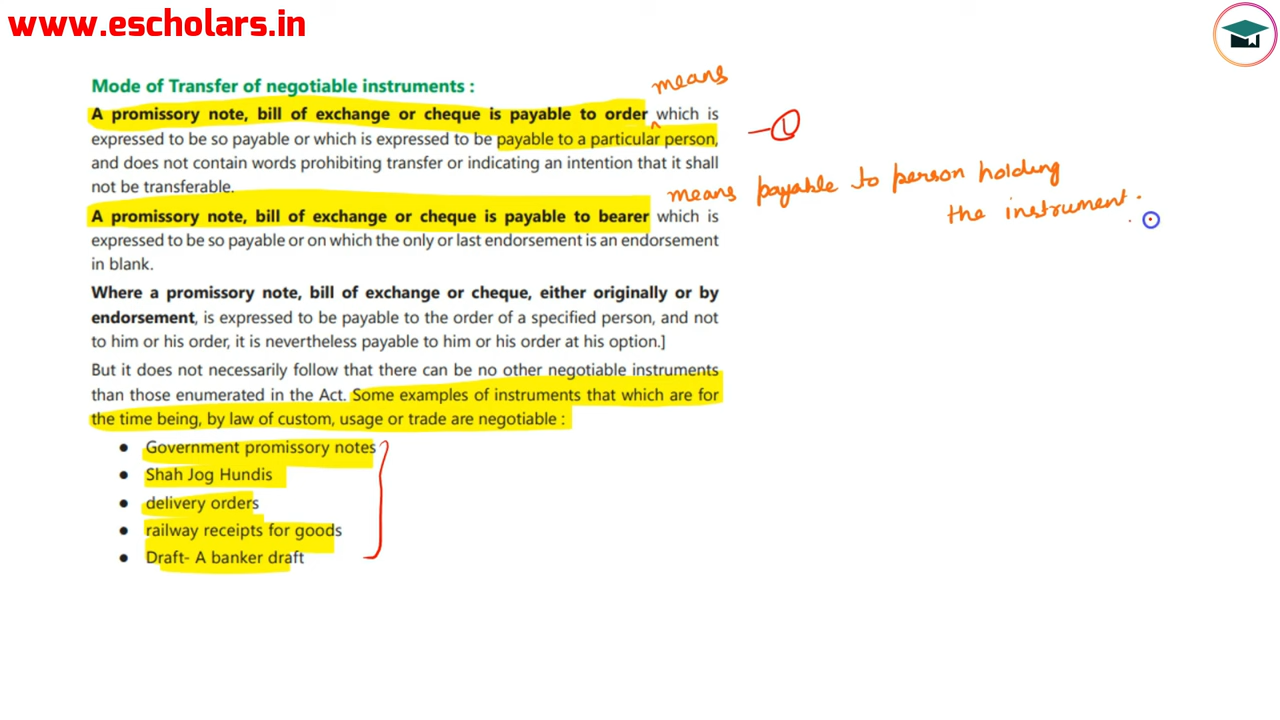 www.escholars.in
Mode of Transfer of negotiable instruments :
means
A promissory note, bill of exchange or cheque is payable to order which is
expressed to be so payable or which is expressed to be payable to a particular person,
and does not contain words prohibiting transfer or indicating an intention that it shall
not be transferable.
1
means payable to person holding
the instrument.
A promissory note, bill of exchange or cheque is payable to bearer which is
expressed to be so payable or on which the only or last endorsement is an endorsement
in blank.
Where a promissory note, bill of exchange or cheque, either originally or by
endorsement, is expressed to be payable to the order of a specified person, and not
to him or his order, it is nevertheless payable to him or his order at his option.]
But it does not necessarily follow that there can be no other negotiable instruments
than those enumerated in the Act. Some examples of instruments that which are for
the time being, by law of custom, usage or trade are negotiable :
● Government promissory notes
● Shah Jog Hundis
● delivery orders
● railway receipts for goods
● Draft- A banker draft